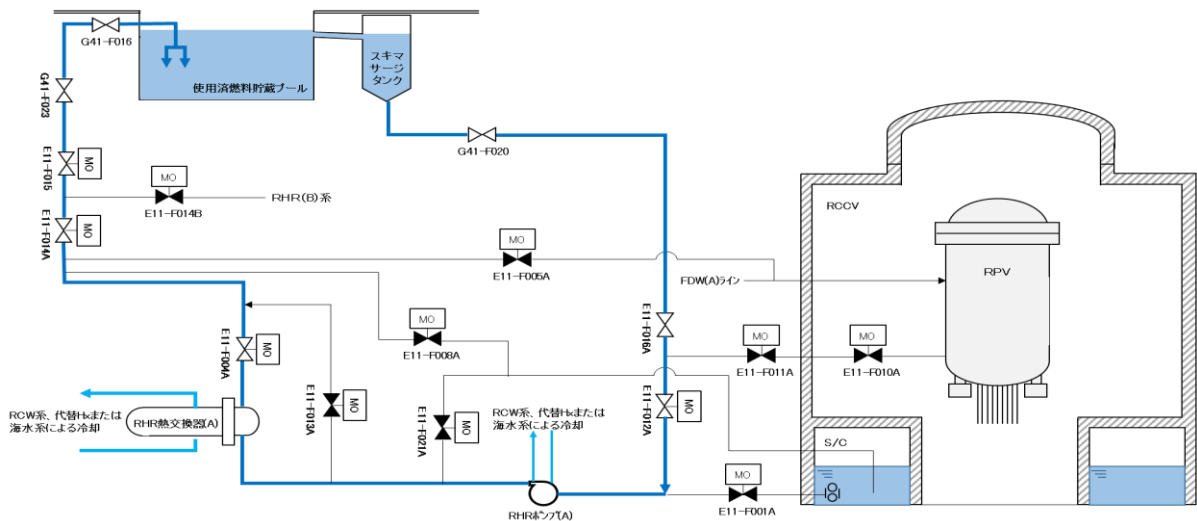 G41-F016
スキマ
サージ
タンク
使用済燃料貯蔵プール
G41-F023
G41-F020
E11-F015
MO
MO
RHR(B)系
E11-F014B
RCCV
E11-F014A
MO
MO
E11-F005A
RPV
FDW(A)ライン
E11-F016A
MO
E11-F008A
MO
E11-F011A
MO
E11-F010A
E11-F004A
MO
E11-F013A
MO
E11-F021A
MO
E11-F012A
MO
RCW系、代替Hxまたは
海水系による冷却
RHR熱交換器(A)
RCW系、代替Hxまたは
海水系による冷却
S/C
MO
E11-F001A
RHRポンプ(A)